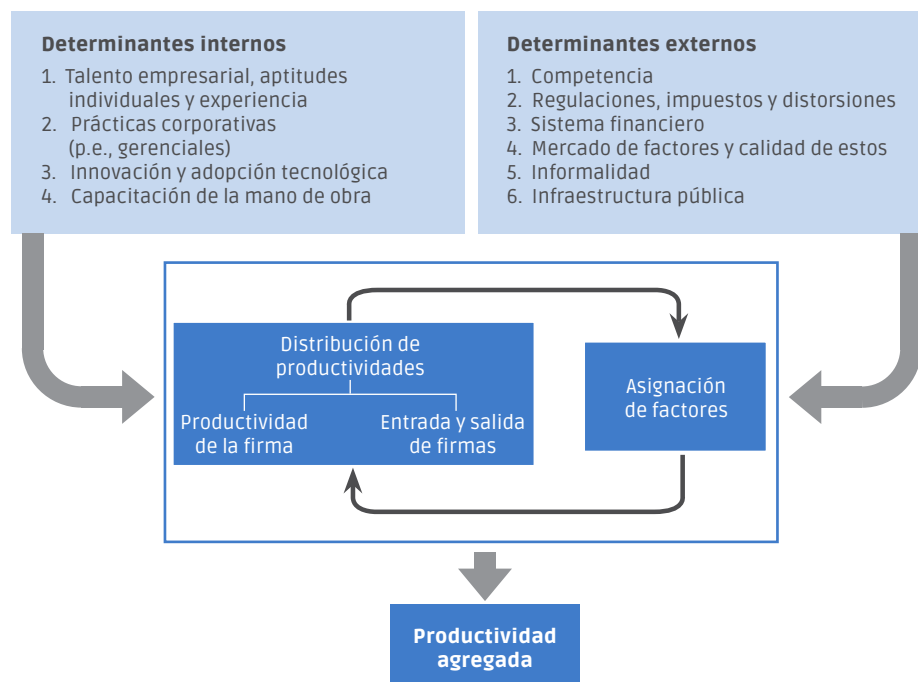 Determinantes internos
1. Talento empresarial, aptitudes
individuales y experiencia
2. Prácticas corporativas
(p.e., gerenciales)
3. Innovación y adopción tecnológica
4. Capacitación de la mano de obra
Determinantes externos
1. Competencia
2. Regulaciones, impuestos y distorsiones
3. Sistema financiero
4. Mercado de factores y calidad de estos
5. Informalidad
6. Infraestructura pública
Distribución de
productividades
Productividad
de la firma
Entrada y salida
de firmas
Asignación
de factores
Productividad
agregada